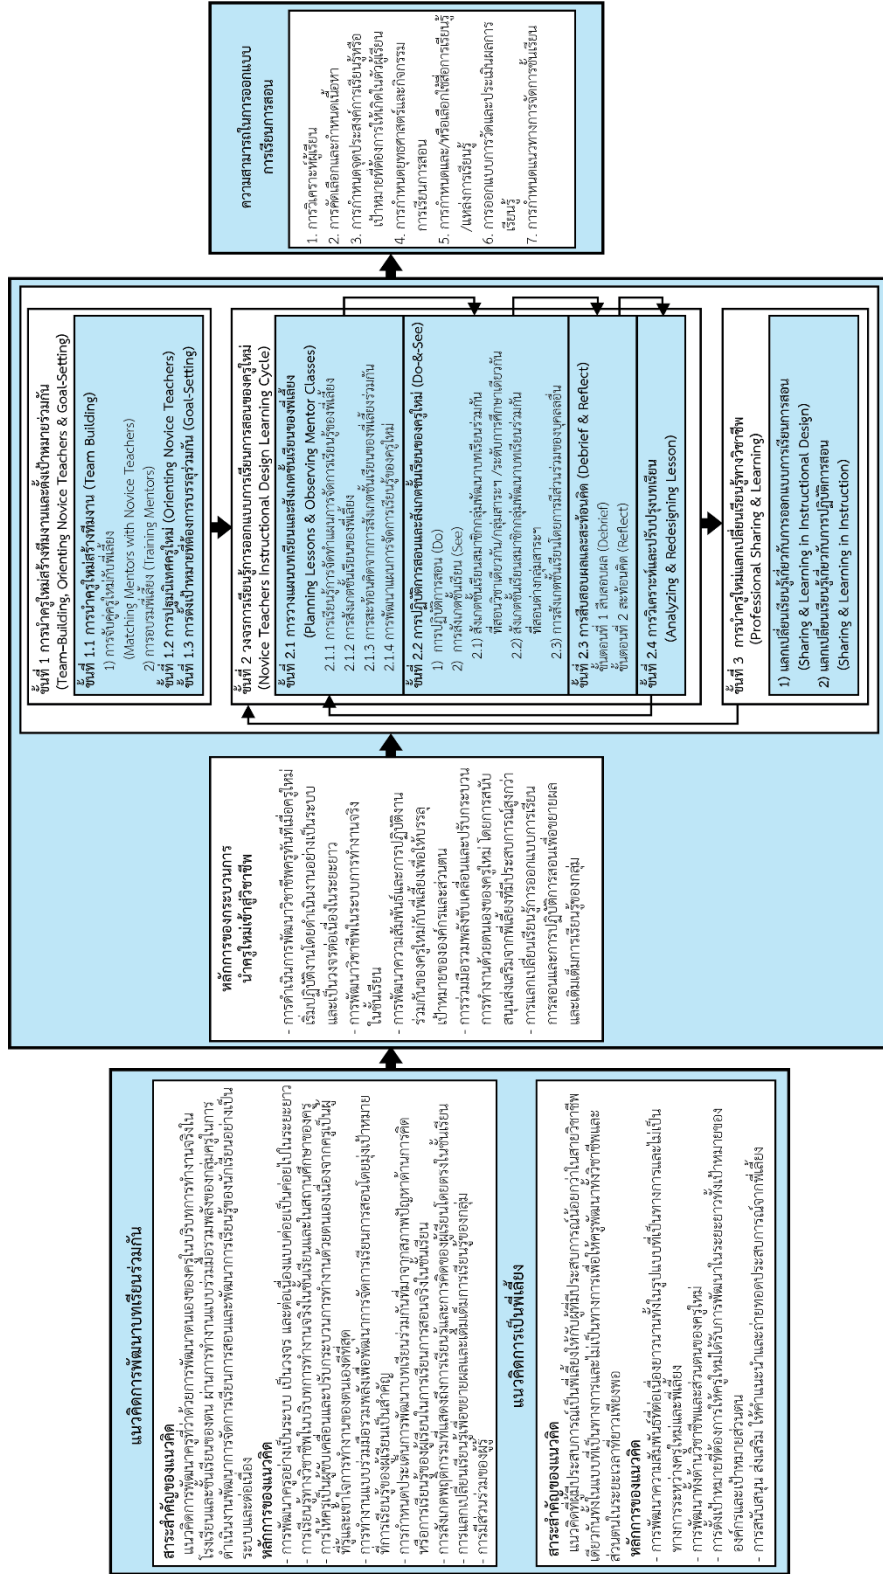 แนวคิดการพัฒนาบทเรียนร่วมกัน
สาระสำคัญของแนวคิด
แนวคิดการพัฒนาครูที่ว่าด้วยการพัฒนาตนเองของครูในบริบทการทำงานจริงใน
โรงเรียนและชั้นเรียนของตน ผ่านการทำงานแบบร่วมมือรวมพลังของกลุ่มครูในการ
ดำเนินงานพัฒนาการจัดการเรียนการสอนและพัฒนาการเรียนรู้ของนักเรียนอย่างเป็น
ระบบและต่อเนื่อง
หลักการของแนวคิด
- การพัฒนาครูอย่างเป็นระบบ เป็นวงจร และต่อเนื่องแบบค่อยเป็นค่อยไปในระยะยาว
- การเรียนรู้ทางวิชาชีพในบริบทการทำงานจริงในชั้นเรียนและในสถานศึกษาของครู
- การให้ครูเป็นผู้ขับเคลื่อนและปรับกระบวนการทำงานด้วยตนเองเนื่องจากครูเป็นผู้
ที่รู้และเข้าใจการทำงานของตนเองดีที่สุด
- การทำงานแบบร่วมมือรวมพลังเพื่อพัฒนาการจัดการเรียนการสอนโดยมุ่งเป้าหมาย
ที่การเรียนรู้ของผู้เรียนเป็นสำคัญ
- การกำหนดประเด็นการพัฒนาบทเรียนร่วมกันที่มาจากสภาพปัญหาด้านการคิด
หรือการเรียนรู้ของผู้เรียนในการเรียนการสอนจริงในชั้นเรียน
- การสังเกตพฤติกรรมที่แสดงถึงการเรียนรู้และการคิดของผู้เรียนโดยตรงในชั้นเรียน
- การแลกเปลี่ยนเรียนรู้เพื่อขยายผลและเติมเต็มการเรียนรู้ของกลุ่ม
- การมีส่วนร่วมของผู้รู้
แนวคิดการเป็นพี่เลี้ยง
สาระสำคัญของแนวคิด
แนวคิดที่ผู้มีประสบการณ์เป็นพี่เลี้ยงให้กับผู้ที่มีประสบการณ์น้อยกว่าในสายวิชาชีพ
เดียวกันทั้งในแบบที่เป็นทางการและไม่เป็นทางการเพื่อให้ครูพัฒนาทั้งวิชาชีพและ
ส่วนตนในระยะเวลาที่ยาวเพียงพอ
หลักการของแนวคิด
- การพัฒนาความสัมพันธ์ที่ต่อเนื่องยาวนานทั้งในรูปแบบที่เป็นทางการและไม่เป็น
ทางการระหว่างครูใหม่และพี่เลี้ยง
- การพัฒนาทั้งด้านวิชาชีพและส่วนตนของครูใหม่
- การตั้งเป้าหมายที่ต้องการให้ครูใหม่ได้รับการพัฒนาในระยะยาวทั้งเป้าหมายของ
องค์กรและเป้าหมายส่วนตน
- การสนับสนุน ส่งเสริม ให้คำแนะนำและถ่ายทอดประสบการณ์จากพี่เลี้ยง
หลักการของกระบวนการ
นำครูใหม่เข้าสู่วิชาชีพ
- การดำเนินการพัฒนาวิชาชีพครูทันทีเมื่อครูใหม่
เริ่มปฏิบัติงานโดยดำเนินงานอย่างเป็นระบบ
และเป็นวงจรต่อเนื่องในระยะยาว
- การพัฒนาวิชาชีพในระบบการทำงานจริง
ในชั้นเรียน
- การพัฒนาความสัมพันธ์และการปฏิบัติงาน
ร่วมกันของครูใหม่กับพี่เลี้ยงเพื่อให้บรรลุ
เป้าหมายขององค์กรและส่วนตน
- การร่วมมือรวมพลังขับเคลื่อนและปรับกระบวน
การทำงานด้วยตนเองของครูใหม่ โดยการสนับ
สนุนส่งเสริมจากพี่เลี้ยงที่มีประสบการณ์สูงกว่า
- การแลกเปลี่ยนเรียนรู้การออกแบบการเรียน
การสอนและการปฏิบัติการสอนเพื่อขยายผล
และเติมเต็มการเรียนรู้ของกลุ่ม
ขั้นที่ 1 การนำครูใหม่สร้างทีมงานและตั้งเป้าหมายร่วมกัน
(Team-Building, Orienting Novice Teachers & Goal-Setting)
ขั้นที่ 1.1 การนำครูใหม่สร้างทีมงาน (Team Building)
1) การจับคู่ครูใหม่กับพี่เลี้ยง
(Matching Mentors with Novice Teachers)
2) การอบรมพี่เลี้ยง (Training Mentors)
ขั้นที่ 1.2 การปฐมนิเทศครูใหม่ (Orienting Novice Teachers)
ขั้นที่ 1.3 การตั้งเป้าหมายที่ต้องการบรรลุร่วมกัน (Goal-Setting)
ขั้นที่ 2 วงจรการเรียนรู้การออกแบบการเรียนการสอนของครูใหม่
(Novice Teachers Instructional Design Learning Cycle)
ขั้นที่ 2.1 การวางแผนบทเรียนและสังเกตชั้นเรียนของพี่เลี้ยง
(Planning Lessons & Observing Mentor Classes)
2.1.1 การเรียนรู้การจัดทำแผนการจัดการเรียนรู้ของพี่เลี้ยง
2.1.2 การสังเกตชั้นเรียนของพี่เลี้ยง
2.1.3 การสะท้อนคิดจากการสังเกตชั้นเรียนของพี่เลี้ยงร่วมกัน
2.1.4 การพัฒนาแผนการจัดการเรียนรู้ของครูใหม่
ขั้นที่ 2.2 การปฏิบัติการสอนและสังเกตชั้นเรียนของครูใหม่ (Do-&-See)
1) การปฏิบัติการสอน (Do)
2) การสังเกตชั้นเรียน (See)
2.1) สังเกตชั้นเรียนสมาชิกกลุ่มพัฒนาบทเรียนร่วมกัน
ที่สอนวิชาเดียวกัน/กลุ่มสาระฯ /ระดับการศึกษาเดียวกัน
2.2) สังเกตชั้นเรียนสมาชิกกลุ่มพัฒนาบทเรียนร่วมกัน
ที่สอนต่างกลุ่มสาระฯ
2.3) การสังเกตชั้นเรียนโดยการมีส่วนร่วมของบุคคลอื่น
ขั้นที่ 2.3 การสืบสอบผลและสะท้อนคิด (Debrief & Reflect)
ขั้นตอนที่ 1 สืบสอบผล (Debrief)
ขั้นตอนที่ 2 สะท้อนคิด (Reflect)
ขั้นที่ 2.4 การวิเคราะห์และปรับปรุงบทเรียน
(Analyzing & Redesigning Lesson)
ขั้นที่ 3 การนำครูใหม่แลกเปลี่ยนเรียนรู้ทางวิชาชีพ
(Professional Sharing & Learning)
1) แลกเปลี่ยนเรียนรู้เกี่ยวกับการออกแบบการเรียนการสอน
(Sharing & Learning in Instructional Design)
2) แลกเปลี่ยนเรียนรู้เกี่ยวกับการปฏิบัติการสอน
(Sharing & Learning in Instruction)
ความสามารถในการออกแบบ
การเรียนการสอน
1. การวิเคราะห์ผู้เรียน
2. การคัดเลือกและกำหนดเนื้อหา
3. การกำหนดจุดประสงค์การเรียนรู้หรือ
เป้าหมายที่ต้องการให้เกิดในตัวผู้เรียน
4. การกำหนดยุทธศาสตร์และกิจกรรม
การเรียนการสอน
5. การกำหนดและ/หรือเลือกใช้สื่อการเรียนรู้
/แหล่งการเรียนรู้
6. การออกแบบการวัดและประเมินผลการ
เรียนรู้
7. การกำหนดแนวทางการจัดการชั้นเรียน